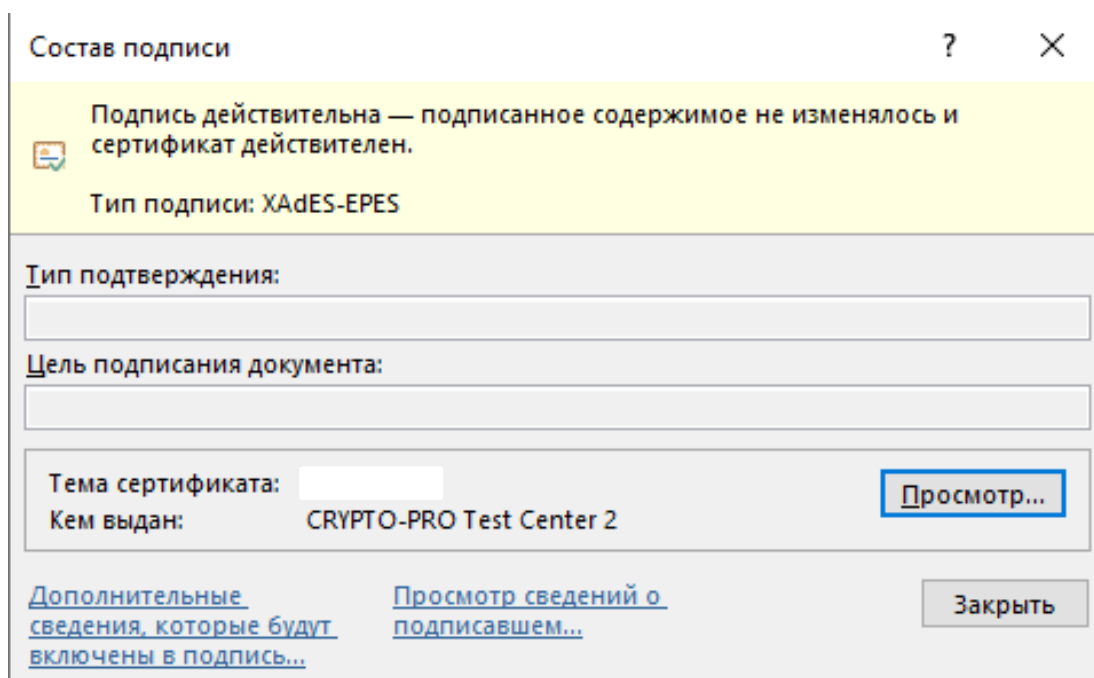 Состав подписи
?
Подпись действительна — подписанное содержимое не изменялось и
сертификат действителен.
Тип подписи: XAdES-EPES
Тип подтверждения:
Цель подписания документа:
Тема сертификата:
Просмотр...
Кем выдан: CRYPTO-PRO Test Center 2
Дополнительные
сведения, которые будут
включены в подпись...
Просмотр сведений о
подписавшем...
Закрыть